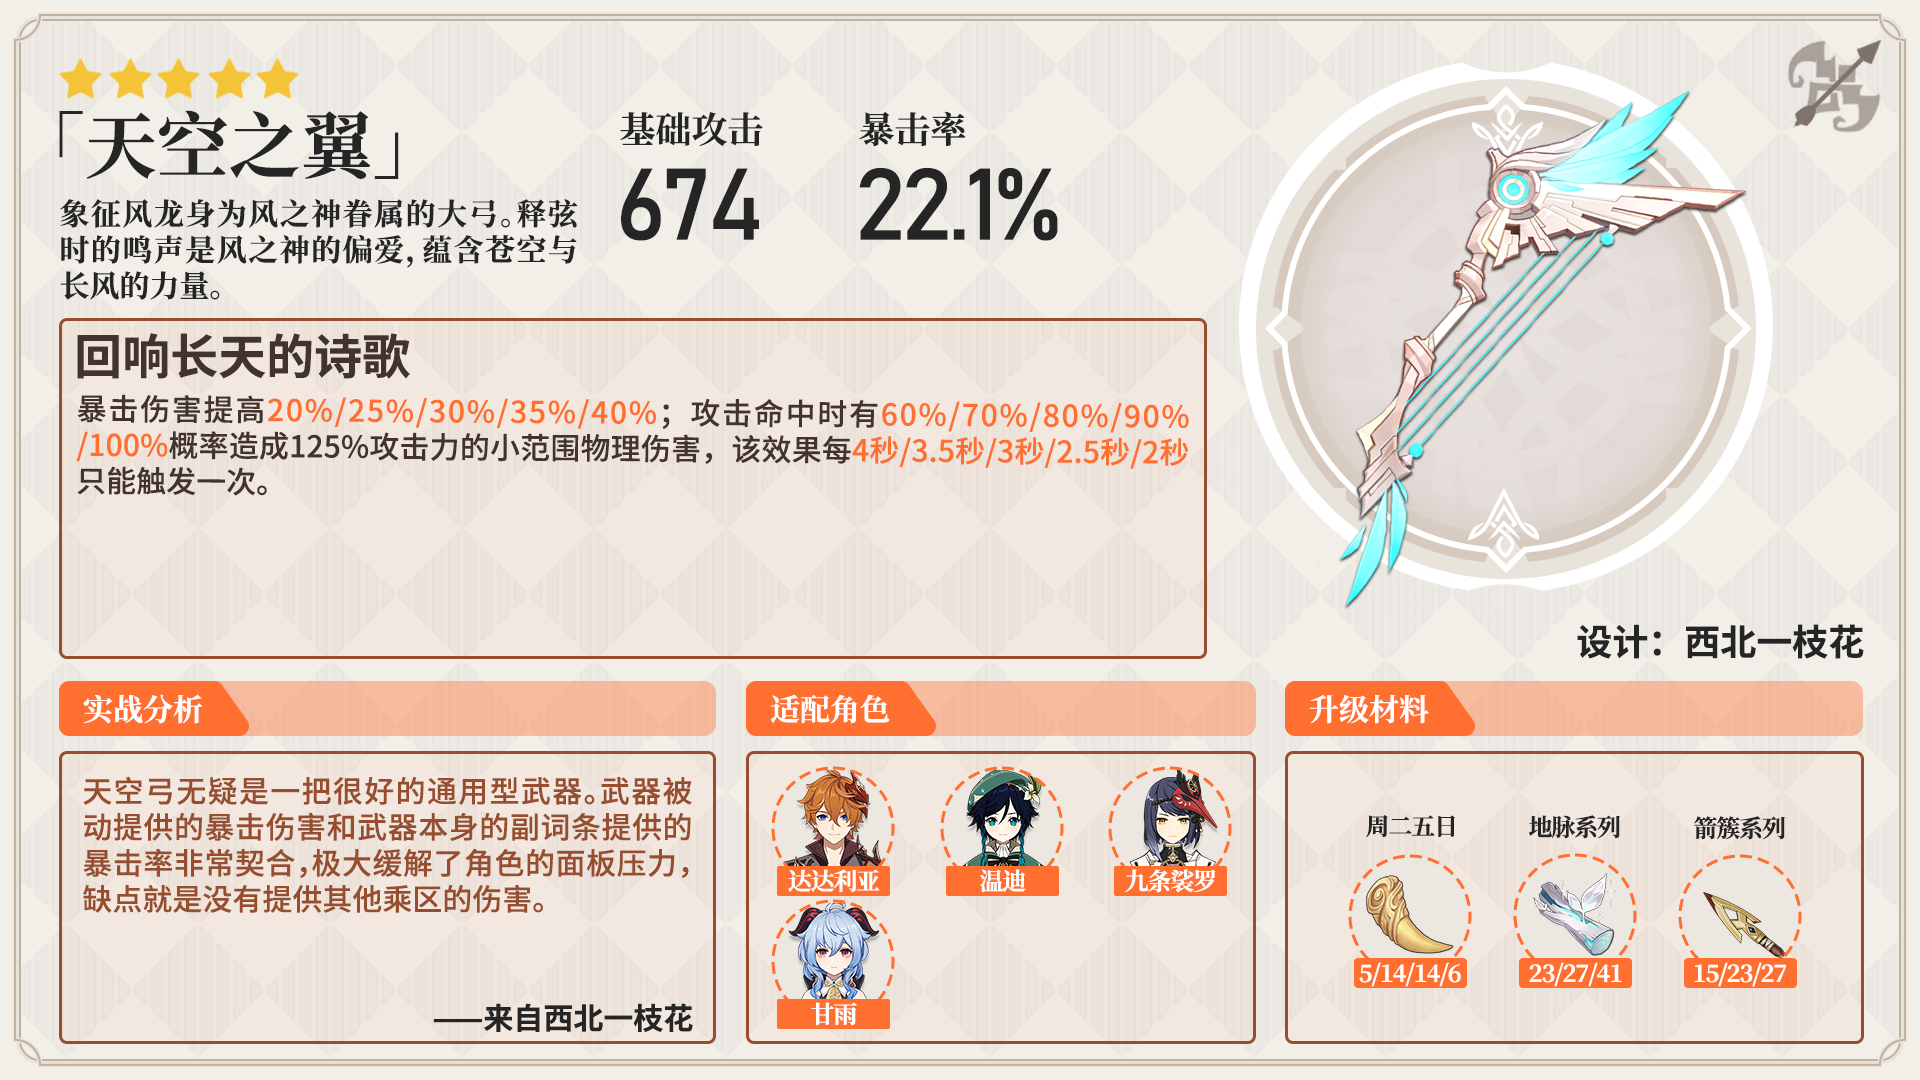 「天空之翼」
象征风龙身为风之神眷属的大弓。释弦
时的鸣声是风之神的偏爱，蕴含苍空与
长风的力量。
基础攻击
674
暴击率
22.1%
回响长天的诗歌
暴击伤害提高20%/25%/30%/35%/40%；攻击命中时有60%/70%/80%/90%
/100%概率造成125%攻击力的小范围物理伤害，该效果每4秒/3.5秒/3秒/2.5秒/2秒
只能触发一次。
设计：西北一枝花
实战分析
天空弓无疑是一把很好的通用型武器。武器被
动提供的暴击伤害和武器本身的副词条提供的
暴击率非常契合，极大缓解了角色的面板压力，
缺点就是没有提供其他乘区的伤害。
——来自西北一枝花
适配角色
达达利亚
温迪
九条裟罗
甘雨
升级材料
周二五日
地脉系列
箭簇系列
5/14/14/6
23/27/41
15/23/27